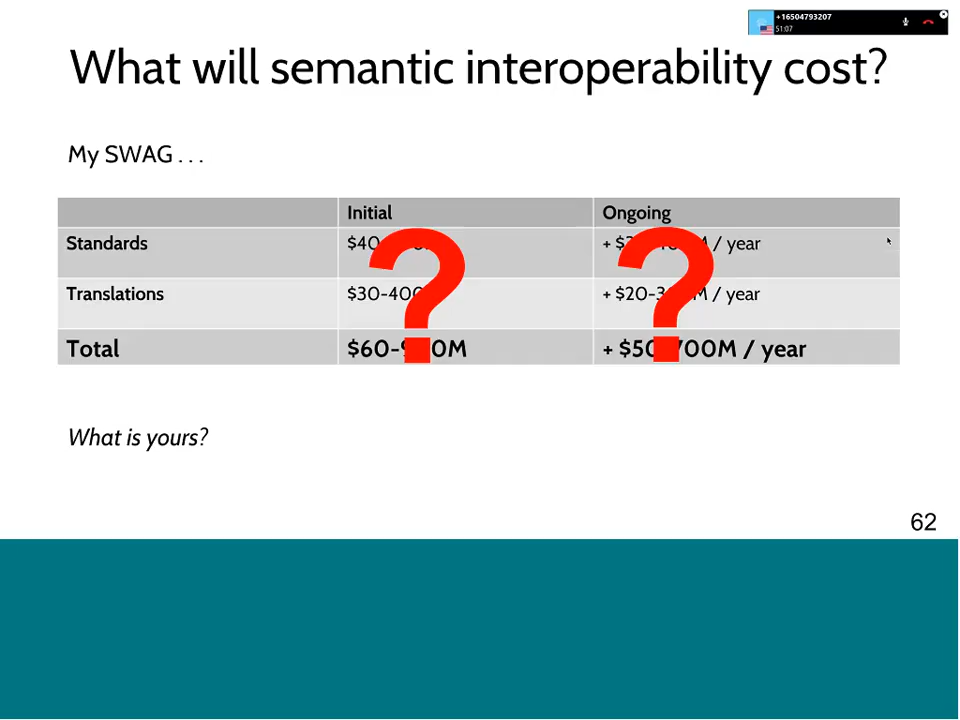 +16504793207
51:07
What will semantic interoperability cost?
My SWAG . . .
Initial Ongoing
Standards $40 + $ M / year
Translations $30-400 + $20-3 M / year
Total $60-9 0M + $50 700M / year
?
?
What is yours?
62